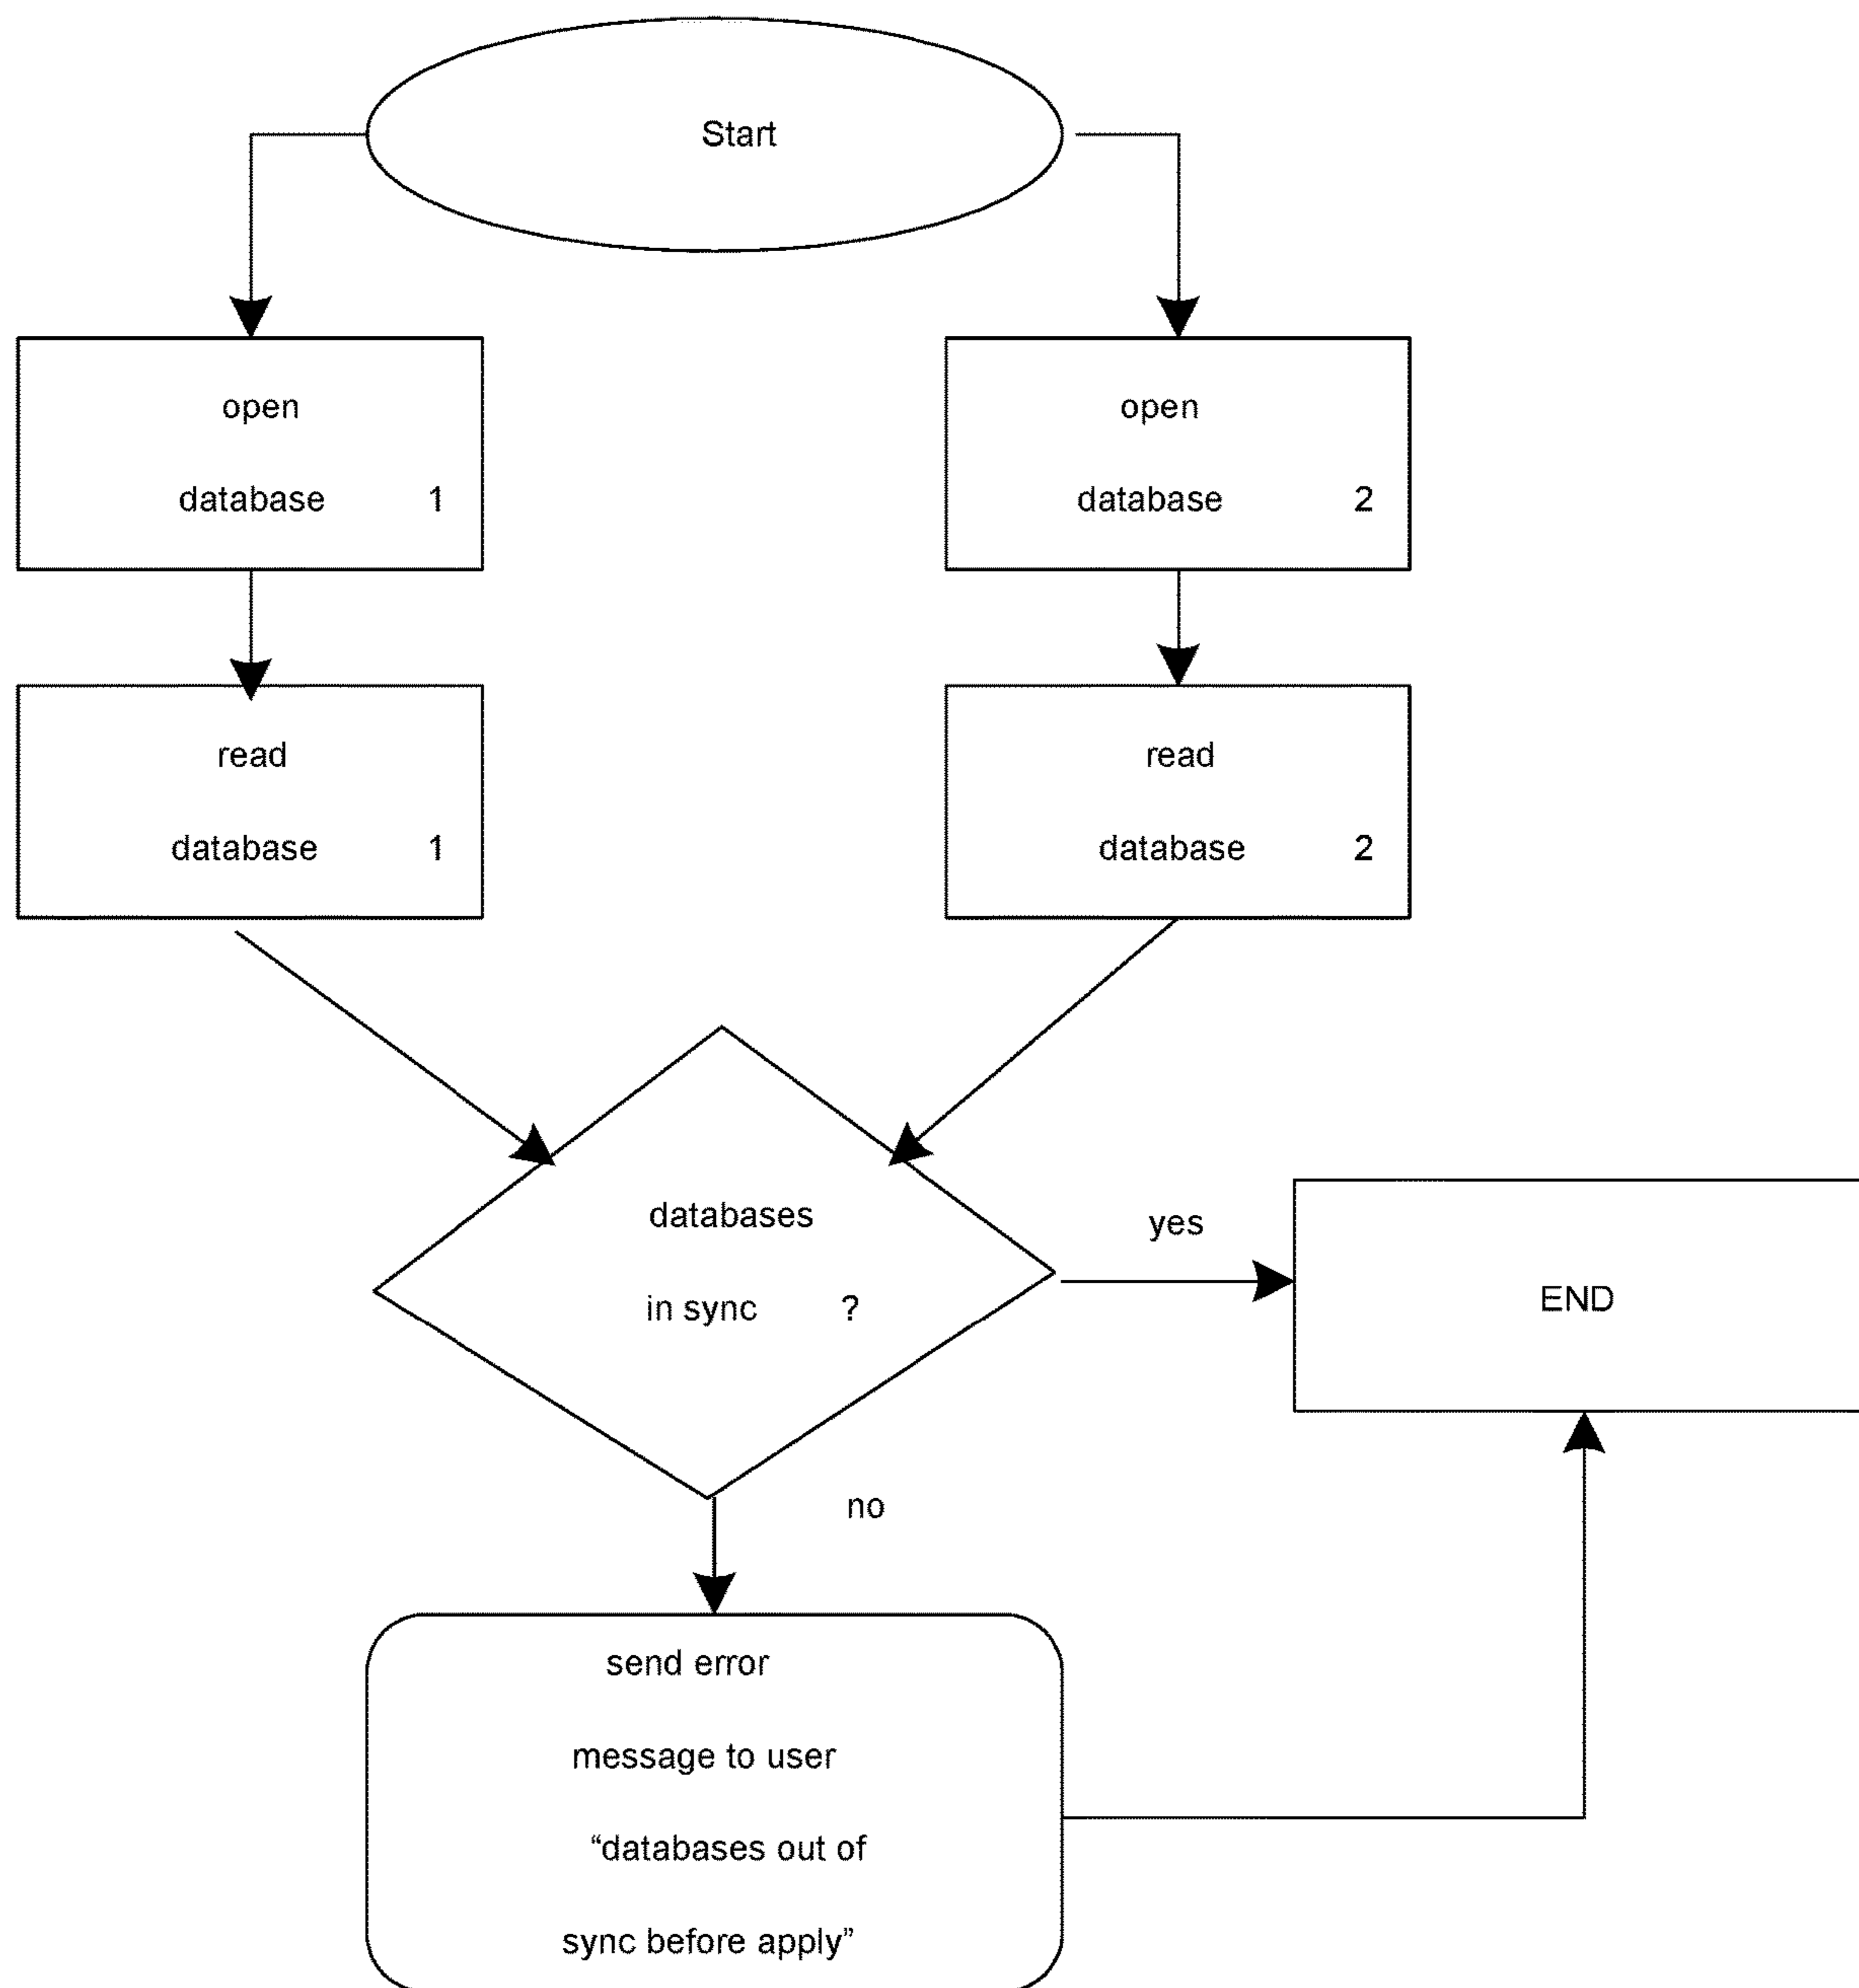 Start
open
database 1
open
database 2
read
database 1
read
database 2
databases
in sync ?
yes
END
no
send error
message to user
“databases out of
sync before apply”